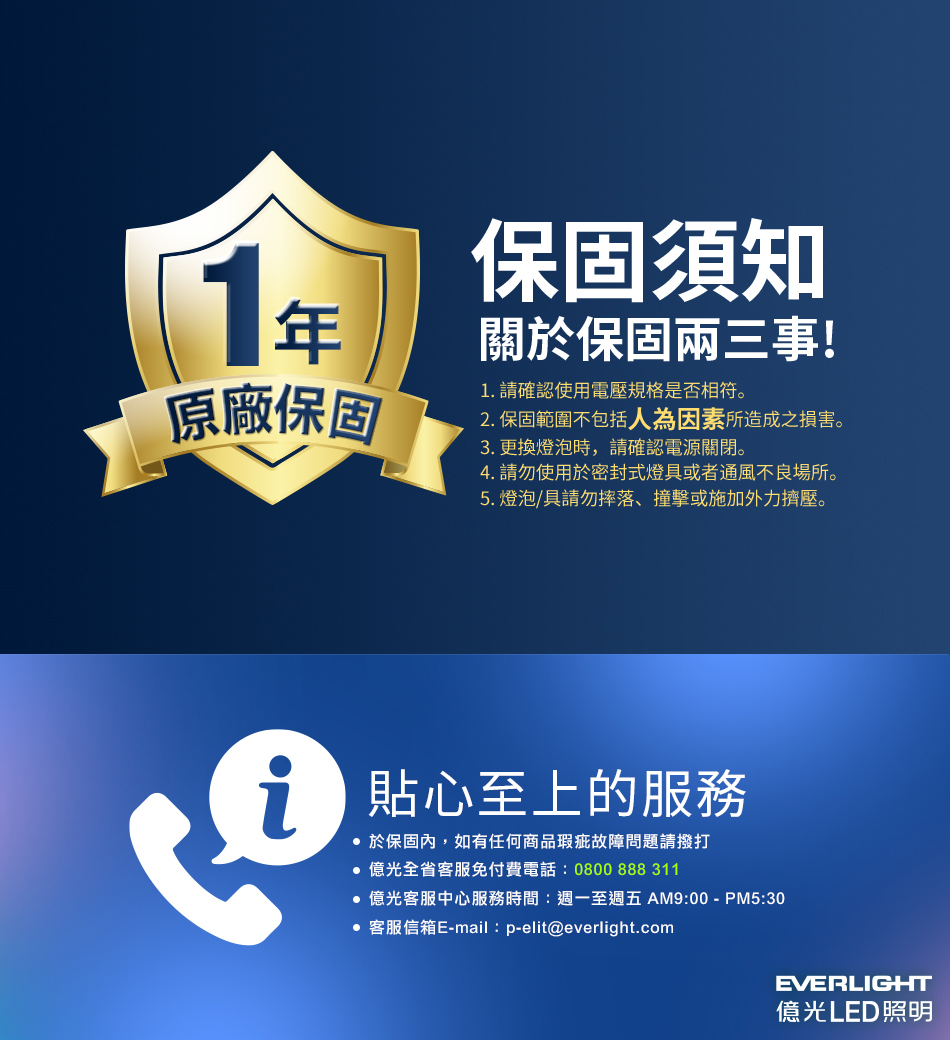 1年
原廠保固
保固須知
關於保固兩三事!
1. 請確認使用電壓規格是否相符。
2. 保固範圍不包括人為因素所造成之損害。
3. 更換燈泡時，請確認電源關閉。
4. 請勿使用於密封式燈具或者通風不良場所。
5. 燈泡/具請勿摔落、撞擊或施加外力擠壓。
i
貼心至上的服務
• 於保固內，如有任何商品瑕疵故障問題請撥打
• 億光全省客服免付費電話：0800 888 311
• 億光客服中心服務時間：週一至週五 AM9:00 - PM5:30
• 客服信箱E-mail：p-elit@everlight.com
EVERLIGHT
億光LED照明